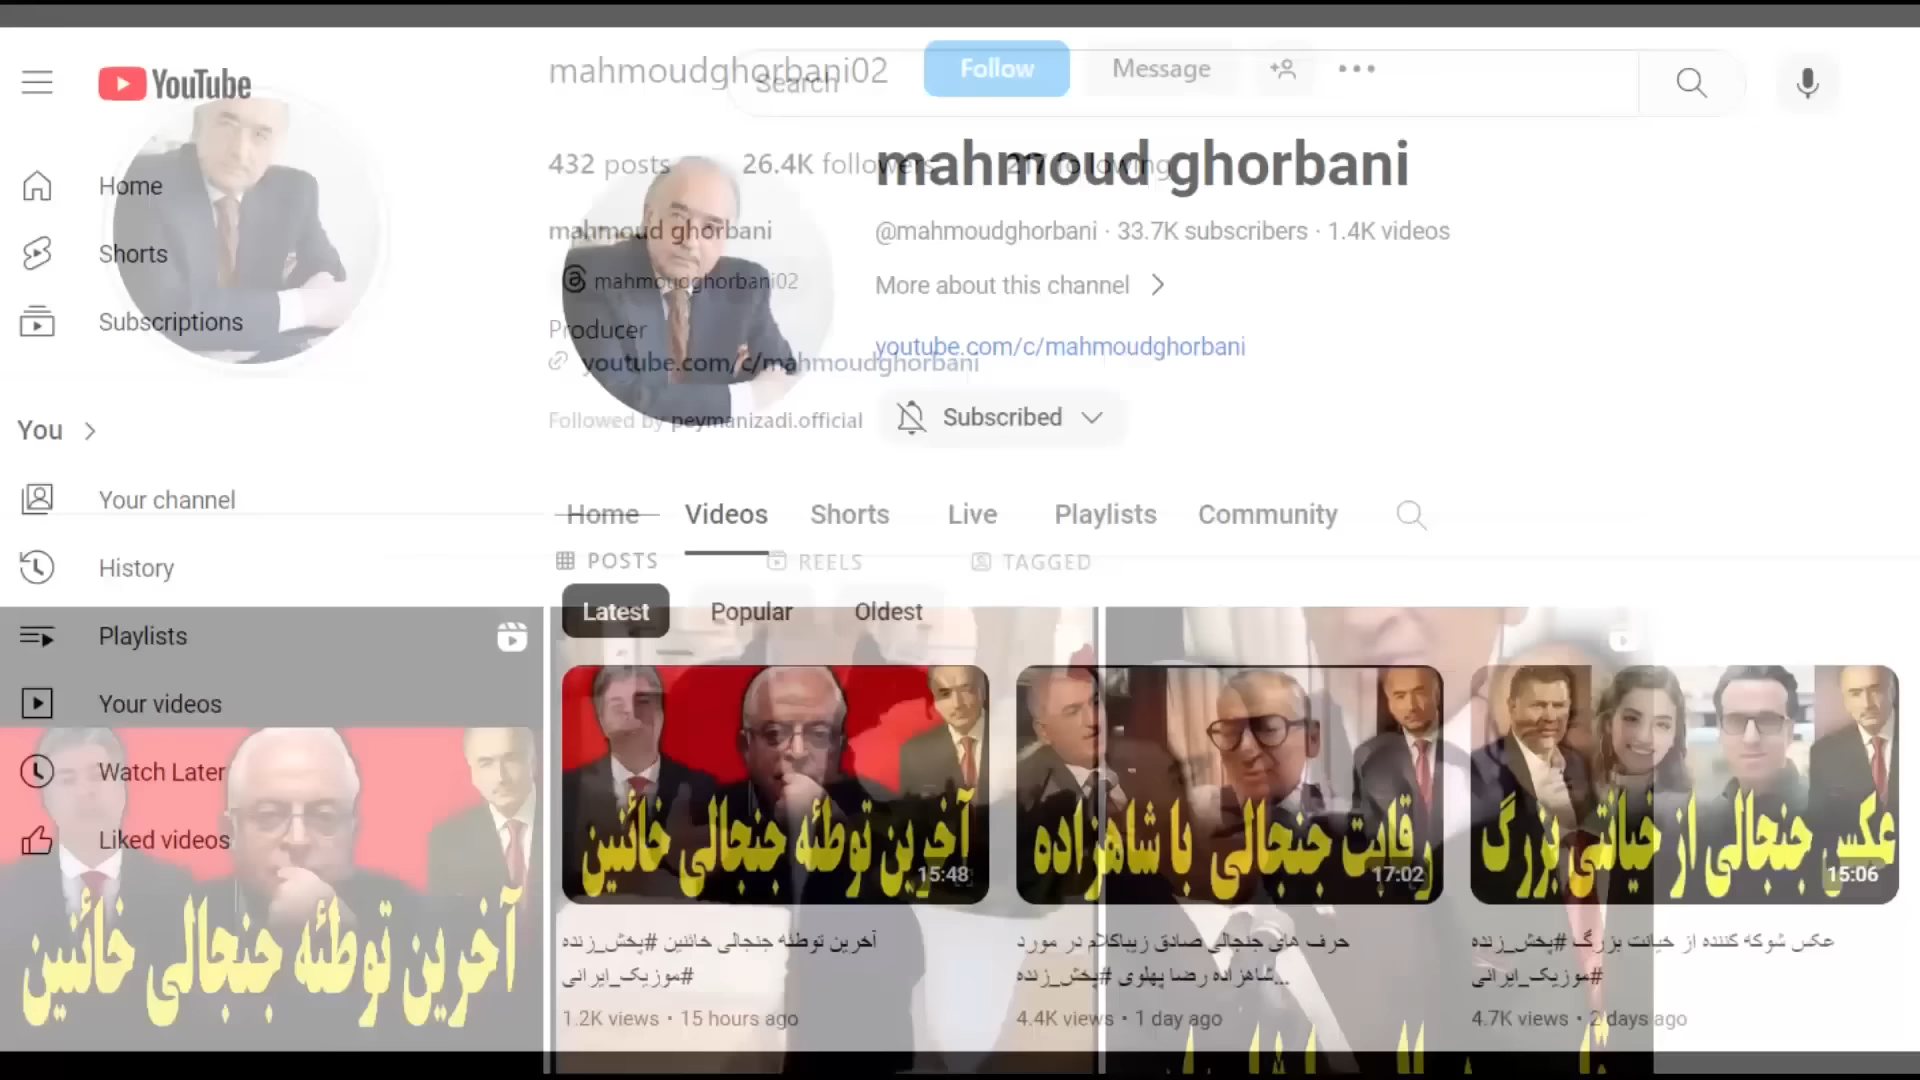 YouTube
Search
mahmoudghorbani02
Follow
Message
432 posts
26.4K followers
217 following
mahmoud ghorbani
mahmoud ghorbani
@mahmoudghorbani · 33.7K subscribers · 1.4K videos
mahmoudghorbani02
More about this channel
Producer
youtube.com/c/mahmoudghorbani
youtube.com/c/mahmoudghorbani
Followed by peymanizadi.official
Subscribed
Home
Shorts
Subscriptions
You
Your channel
History
Playlists
Your videos
Watch Later
Liked videos
Home Videos Shorts Live Playlists Community
POSTS REELS TAGGED
Latest Popular Oldest
آخرین توطئه جنجالی خائنین
15:48
رقابت جنجالی با شاهزاده
17:02
عکس جنجالی از خیانتی بزرگ
15:06
آخرین توطئه جنجالی خائنین #پخش_زنده
#موزیک_ایرانی
1.2K views · 15 hours ago
حرف های جنجالی صادق زیباکلام در مورد
شاهزاده رضا پهلوی #پخش_زنده...
4.4K views · 1 day ago
عکس شوکه کننده از خیانت بزرگ #پخش_زنده
#موزیک_ایرانی
4.7K views · 2 days ago
آخرین توطئه جنجالی خائنین